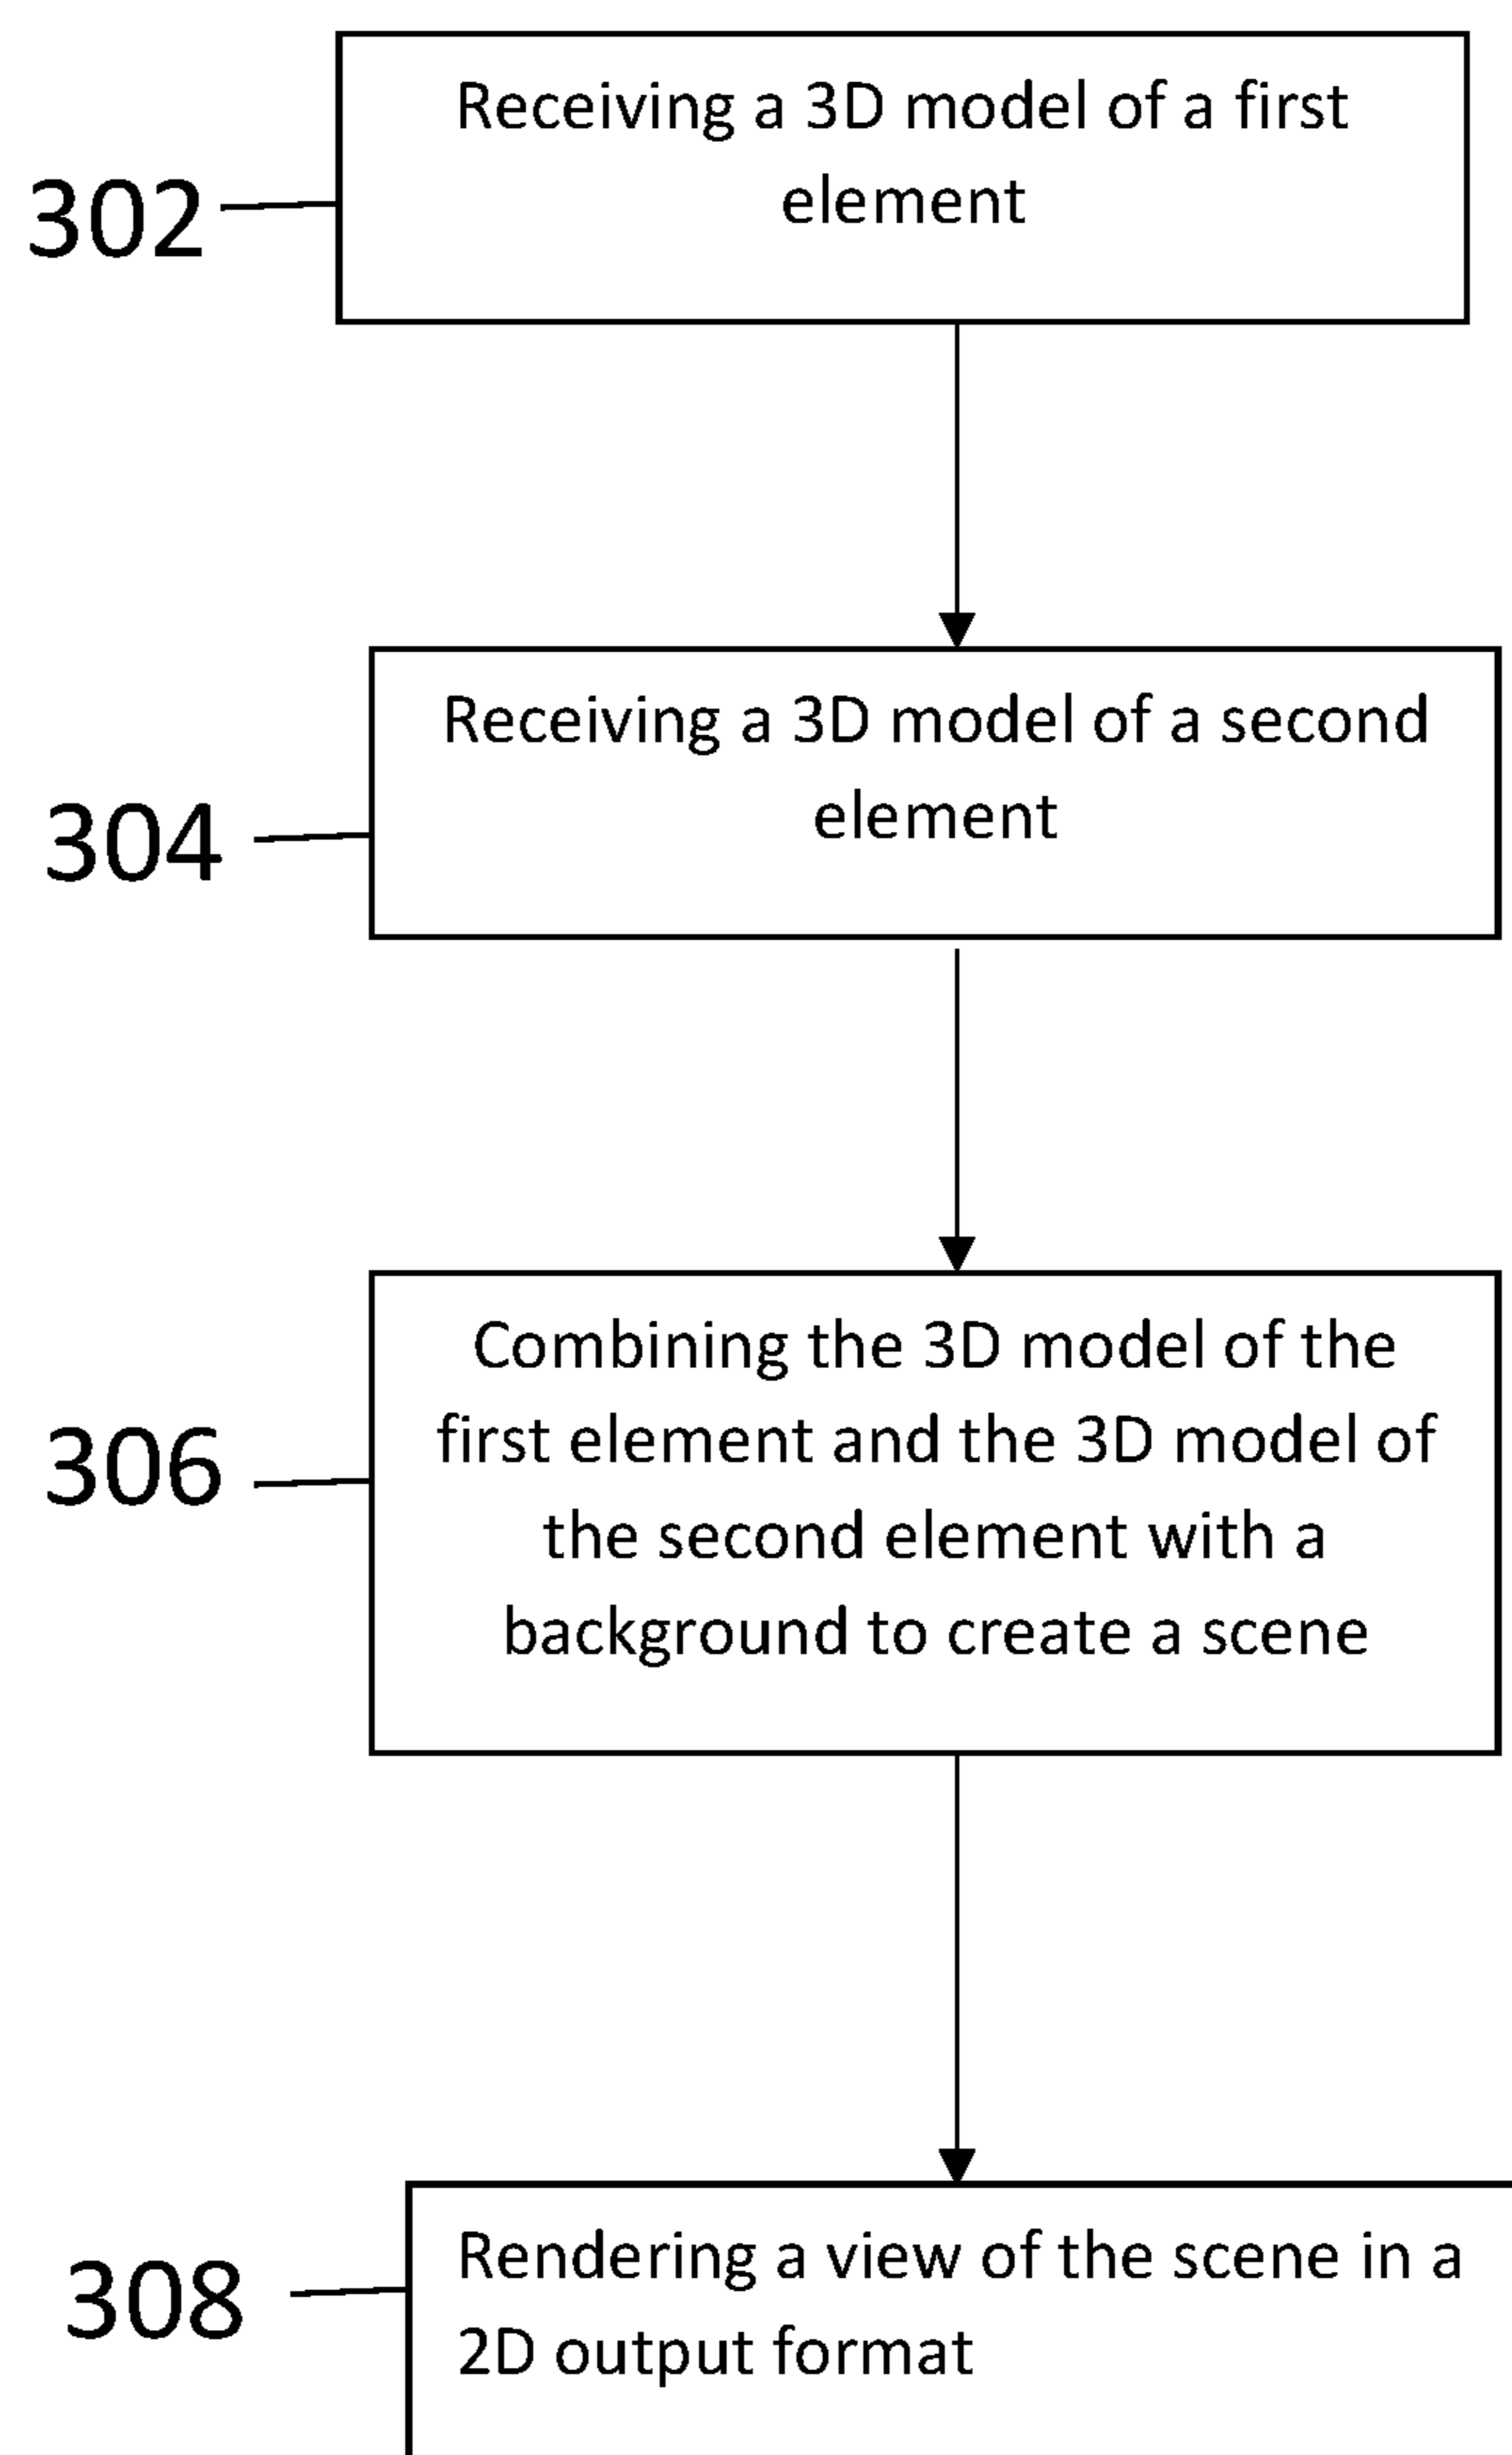 Receiving a 3D model of a first
element
302
Receiving a 3D model of a second
element
304
Combining the 3D model of the
first element and the 3D model of
the second element with a
background to create a scene
306
Rendering a view of the scene in a
2D output format
308